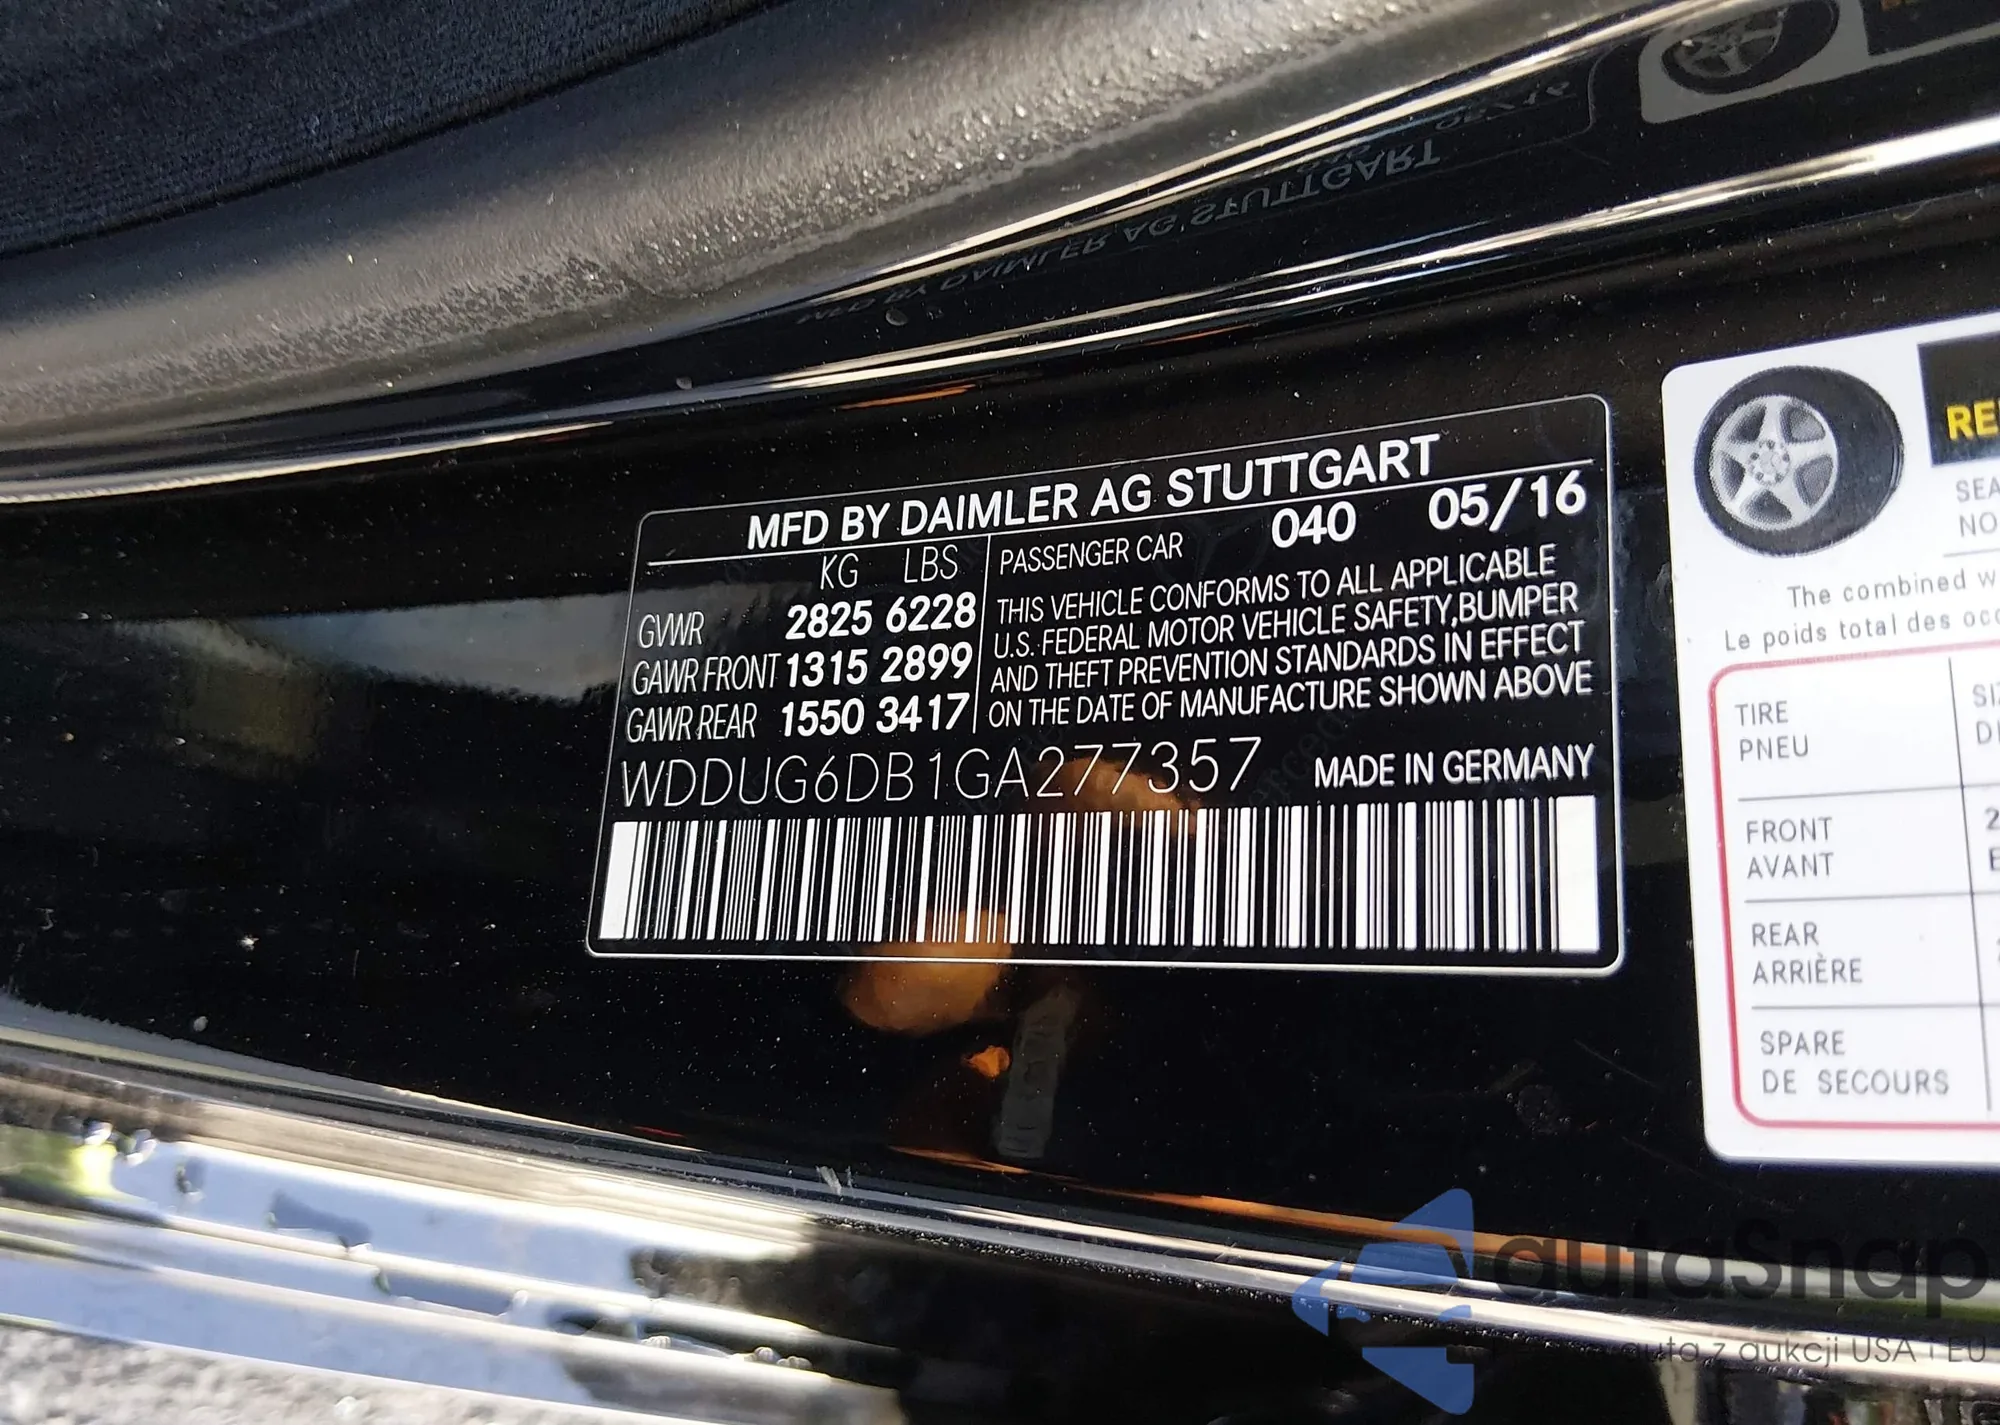 MFD BY DAIMLER AG STUTTGART
KG LBS
GVWR 2825 6228
GAWR FRONT 1315 2899
GAWR REAR 1550 3417
PASSENGER CAR 040 05/16
THIS VEHICLE CONFORMS TO ALL APPLICABLE
U.S. FEDERAL MOTOR VEHICLE SAFETY,BUMPER
AND THEFT PREVENTION STANDARDS IN EFFECT
ON THE DATE OF MANUFACTURE SHOWN ABOVE
WDDUG6DB1GA277357 MADE IN GERMANY
The combined
Le poids total des
TIRE
PNEU
FRONT
AVANT
REAR
ARRIÈRE
SPARE
DE SECOURS
autaSnap
auta z aukcji USA i EU